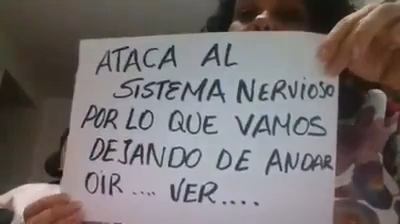 ATACA AL
SISTEMA NERVIOSO
POR LO QUE VAMOS
DEJANDO DE ANDAR
OIR.... VER....